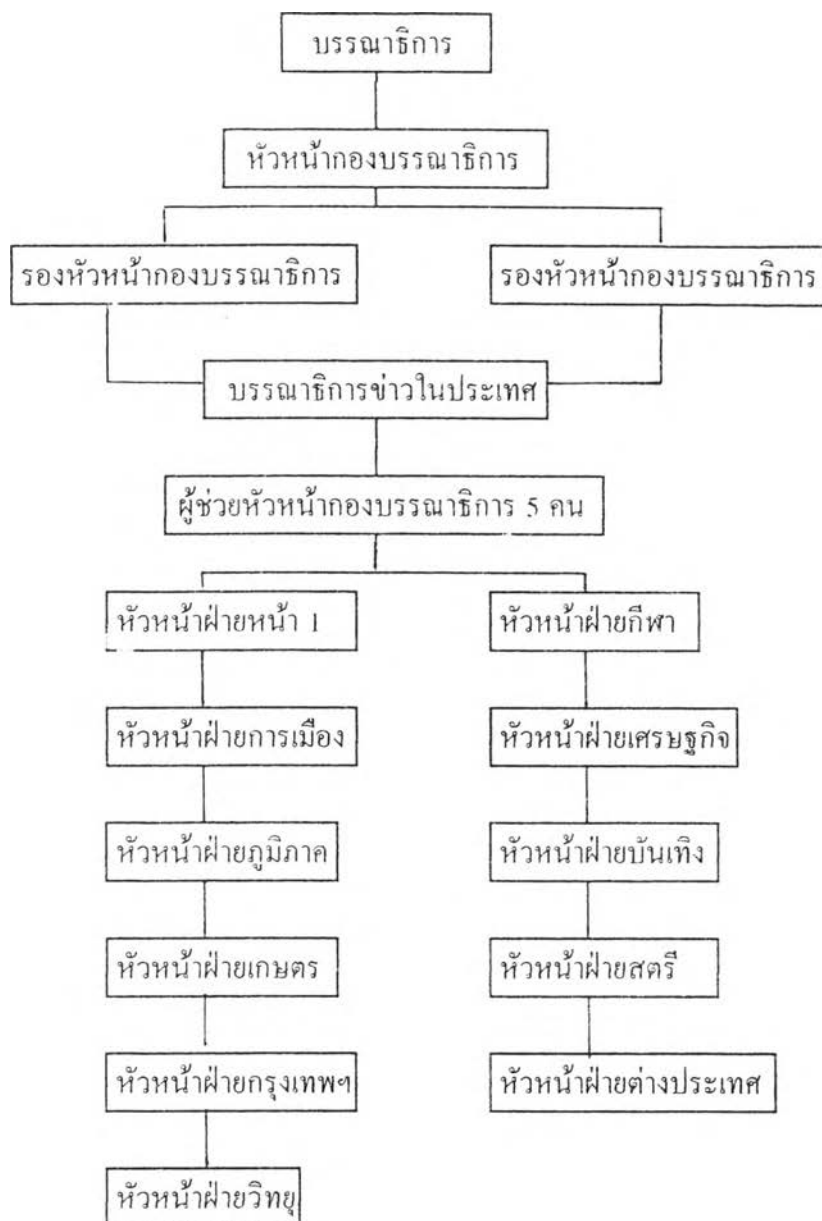 บรรณาธิการ
หัวหน้ากองบรรณาธิการ
รองหัวหน้ากองบรรณาธิการ
รองหัวหน้ากองบรรณาธิการ
บรรณาธิการข่าวในประเทศ
ผู้ช่วยหัวหน้ากองบรรณาธิการ 5 คน
หัวหน้าฝ่ายหน้า 1
หัวหน้าฝ่ายกีฬา
หัวหน้าฝ่ายการเมือง
หัวหน้าฝ่ายเศรษฐกิจ
หัวหน้าฝ่ายภูมิภาค
หัวหน้าฝ่ายบันเทิง
หัวหน้าฝ่ายเกษตร
หัวหน้าฝ่ายสตรี
หัวหน้าฝ่ายกรุงเทพฯ
หัวหน้าฝ่ายต่างประเทศ
หัวหน้าฝ่ายวิทยุ